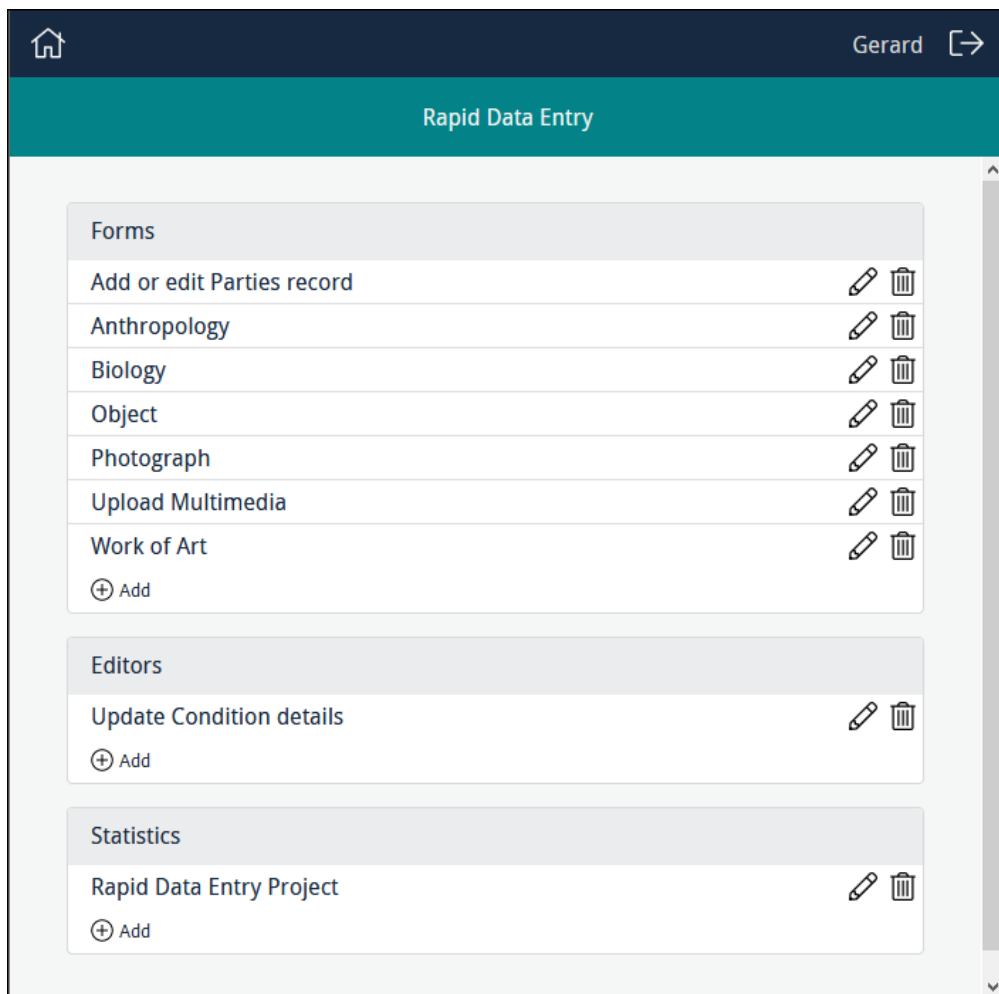 Gerard
Rapid Data Entry
Forms
Add or edit Parties record
Anthropology
Biology
Object
Photograph
Upload Multimedia
Work of Art
Add
Editors
Update Condition details
Add
Statistics
Rapid Data Entry Project
Add